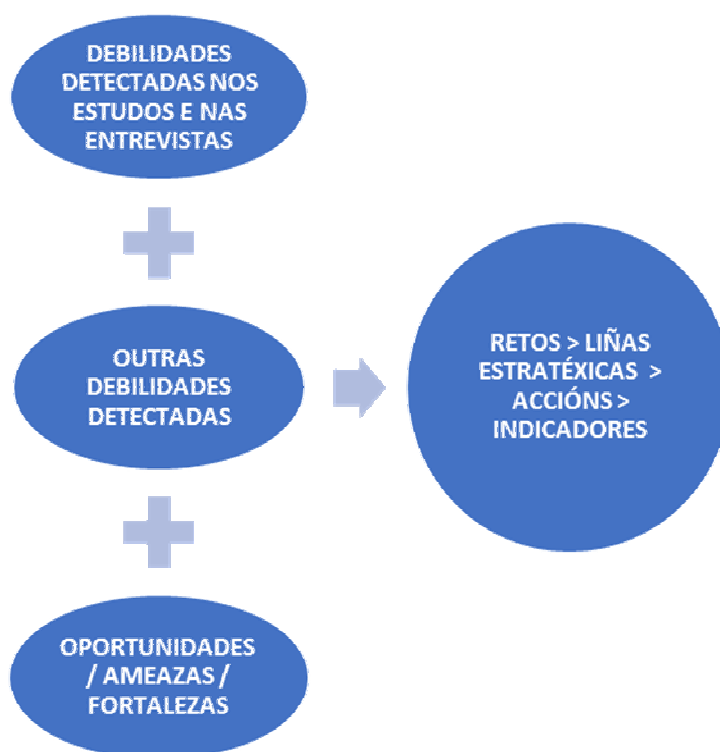 DEBILIDADES
DETECTADAS NOS
ESTUDOS E NAS
ENTREVISTAS
OUTRAS
DEBILIDADES
DETECTADAS
OPORTUNIDADES
/ AMEAZAS /
FORTALEZAS
RETOS > LIÑAS
ESTRATÉXICAS >
ACCIÓNS >
INDICADORES